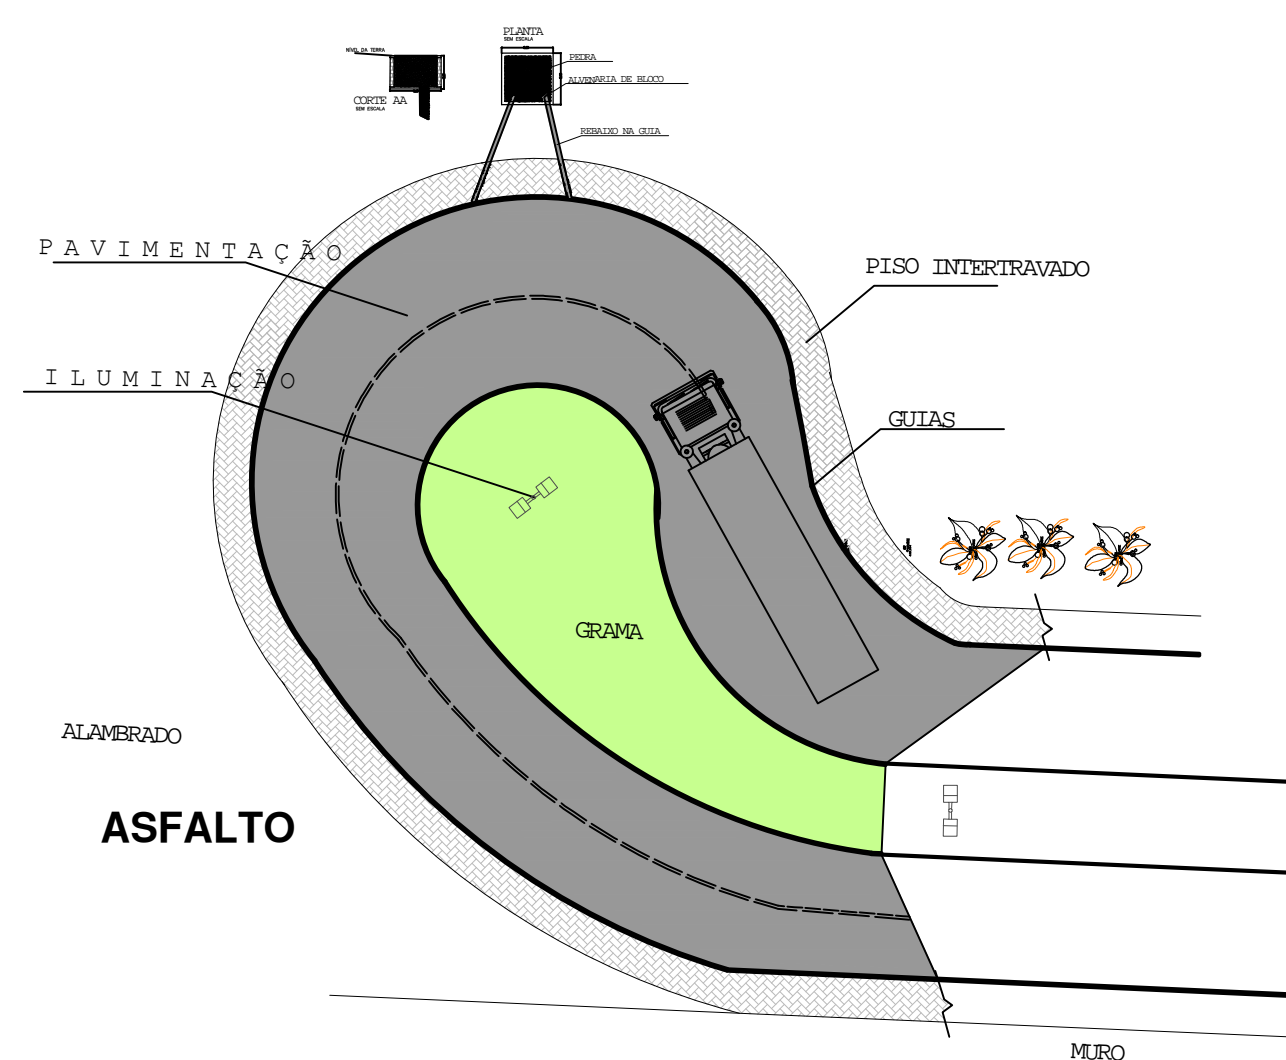 PLANTA
SEM ESCALA
NÍVEL DA TERRA
PEDRA
ALVENARIA DE BLOCO
CORTE AA
SEM ESCALA
REBAIXO NA GUIA
PAVIMENTAÇÃO
PISO INTERTRAVADO
ILUMINAÇÃO
GUIAS
GRAMA
ALAMBRADO
ASFALTO
MURO